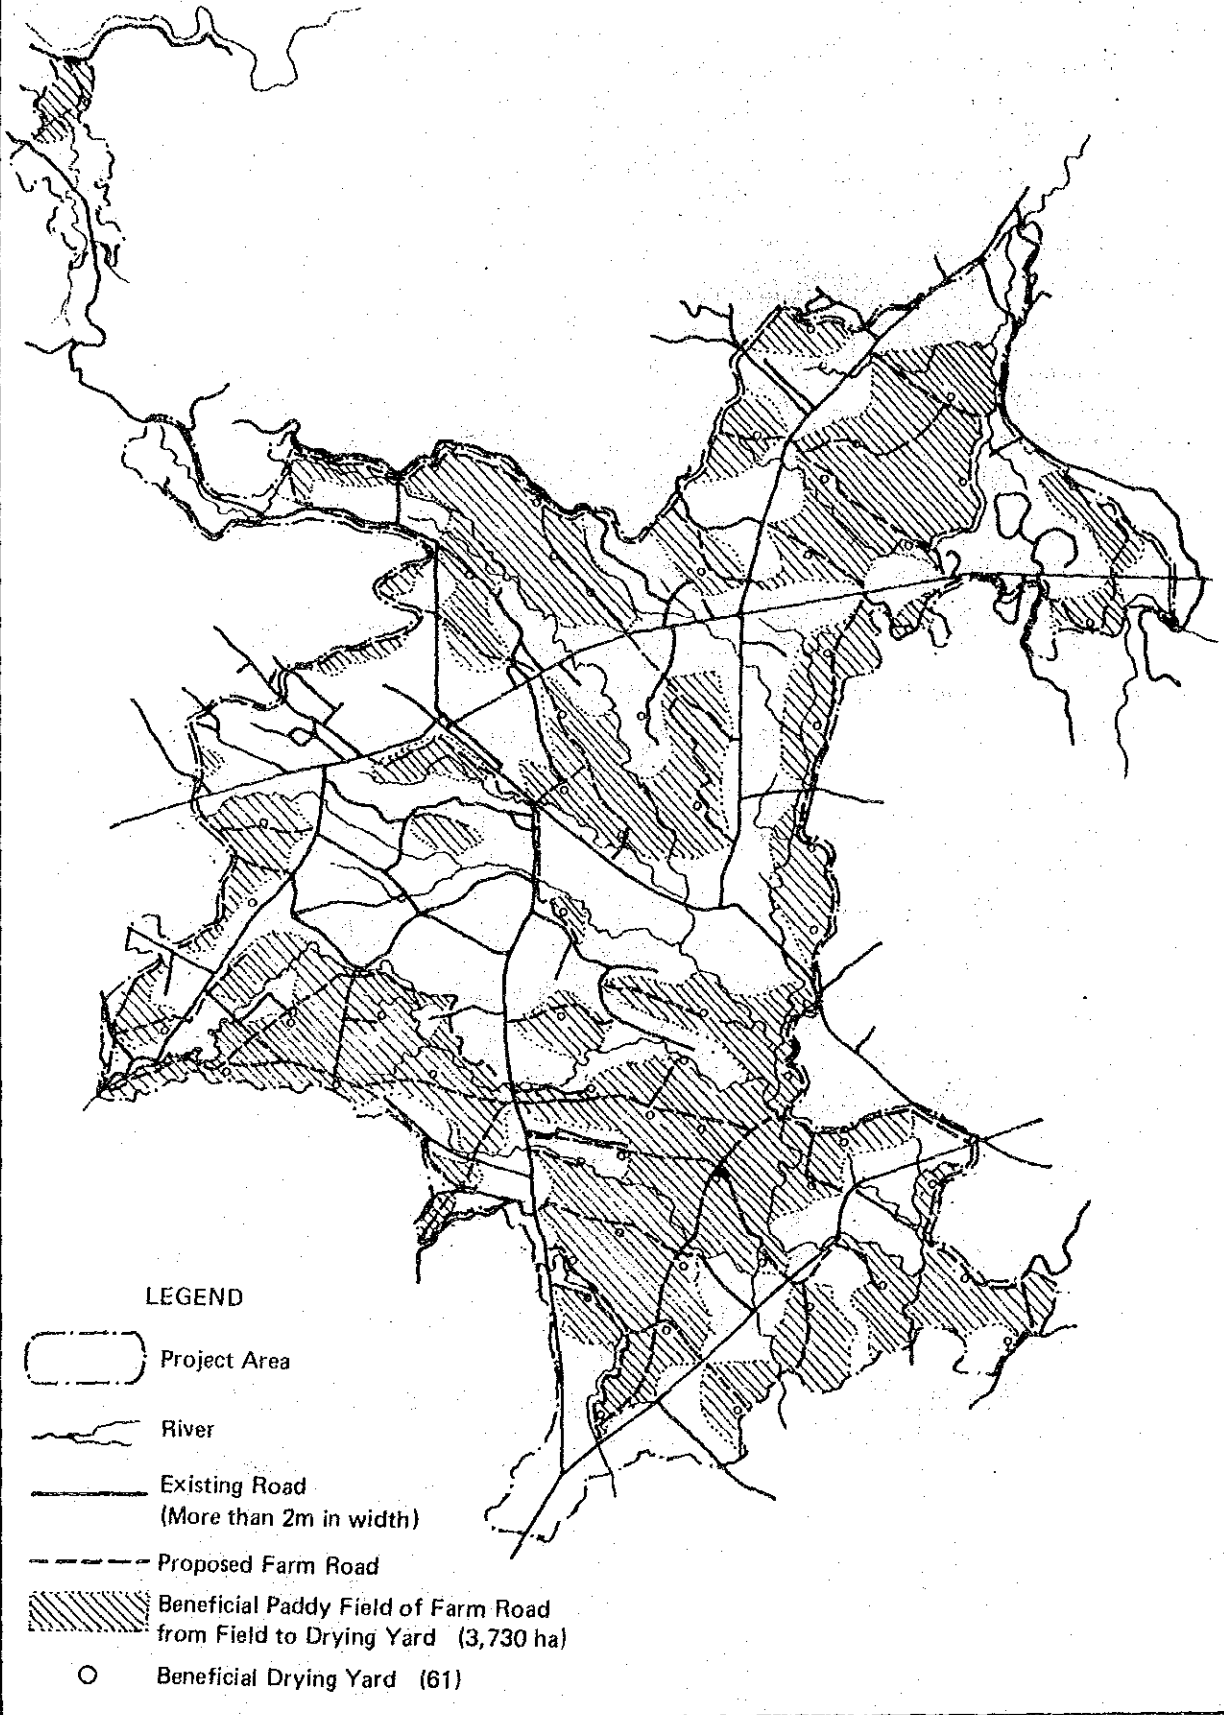 LEGEND
Project Area
River
Existing Road
(More than 2m in width)
Proposed Farm Road
Beneficial Paddy Field of Farm Road
from Field to Drying Yard (3,730 ha)
Beneficial Drying Yard (61)